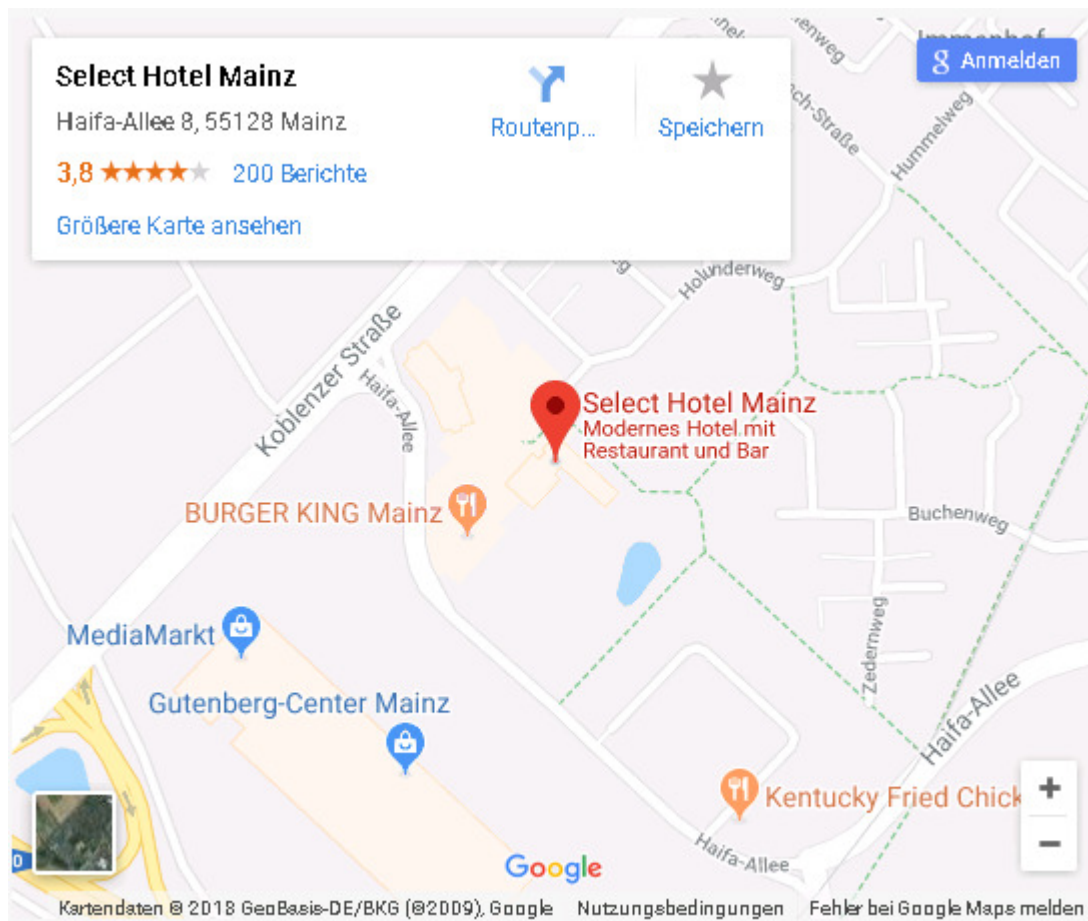 Select Hotel Mainz
Haifa-Allee 8, 55128 Mainz
3,8
200 Berichte
Größere Karte ansehen
Routenp...
Speichern
g Anmelden
Hummelweg
Holunderweg
Koblenzer Straße
Haifa-Allee
Select Hotel Mainz
Modernes Hotel mit
Restaurant und Bar
BURGER KING Mainz
Buchenweg
MediaMarkt
Zedernweg
Gutenberg-Center Mainz
Haifa-Allee
Kentucky Fried Chick
+
−
Haifa-Allee
Google
Kartendaten © 2018 GeoBasis-DE/BKG (©2009), Google
Nutzungsbedingungen
Fehler bei Google Maps melden